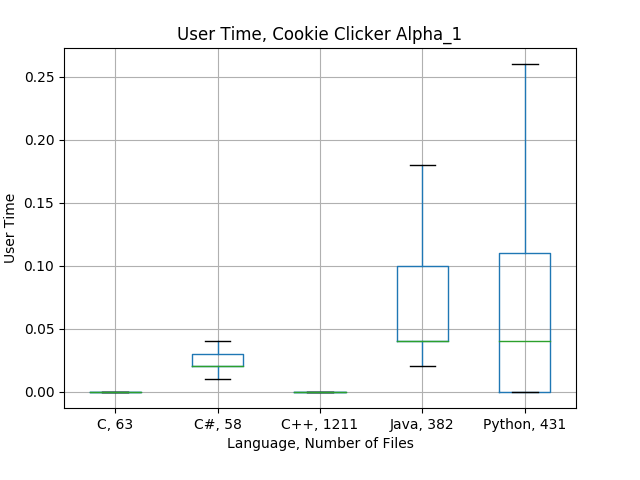 User Time, Cookie Clicker Alpha_1
User Time
0.25
0.20
0.15
0.10
0.05
0.00
C, 63
C#, 58
C++, 1211
Java, 382
Python, 431
Language, Number of Files